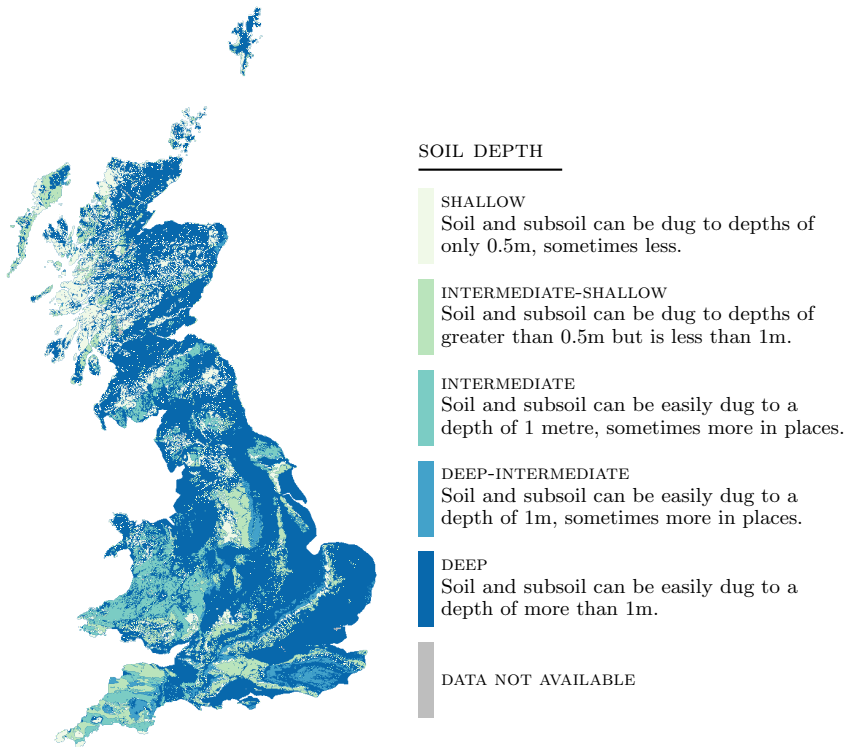 SOIL DEPTH
SHALLOW
Soil and subsoil can be dug to depths of
only 0.5m, sometimes less.
INTERMEDIATE-SHALLOW
Soil and subsoil can be dug to depths of
greater than 0.5m but is less than 1m.
INTERMEDIATE
Soil and subsoil can be easily dug to a
depth of 1 metre, sometimes more in places.
DEEP-INTERMEDIATE
Soil and subsoil can be easily dug to a
depth of 1m, sometimes more in places.
DEEP
Soil and subsoil can be easily dug to a
depth of more than 1m.
DATA NOT AVAILABLE